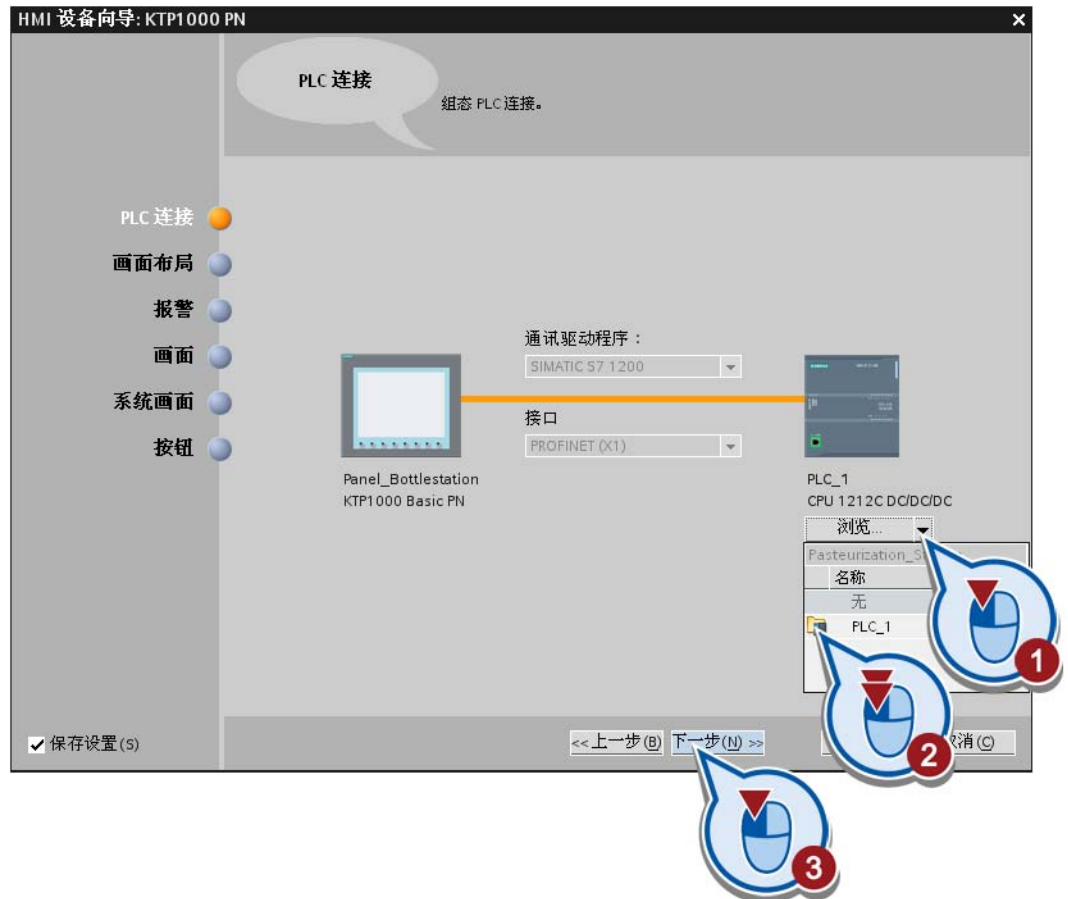 HMI 设备向导: KTP1000 PN
PLC 连接
组态 PLC 连接。
PLC 连接
画面布局
报警
画面
系统画面
按钮
通讯驱动程序：
SIMATIC S7 1200
接口
PROFINET (X1)
Panel_Bottlestation
KTP1000 Basic PN
PLC_1
CPU 1212C DC/DC/DC
浏览...
名称
无
PLC_1
1
2
3
保存设置(S)
<<上一步(B)
下一步(N) >>
取消(C)